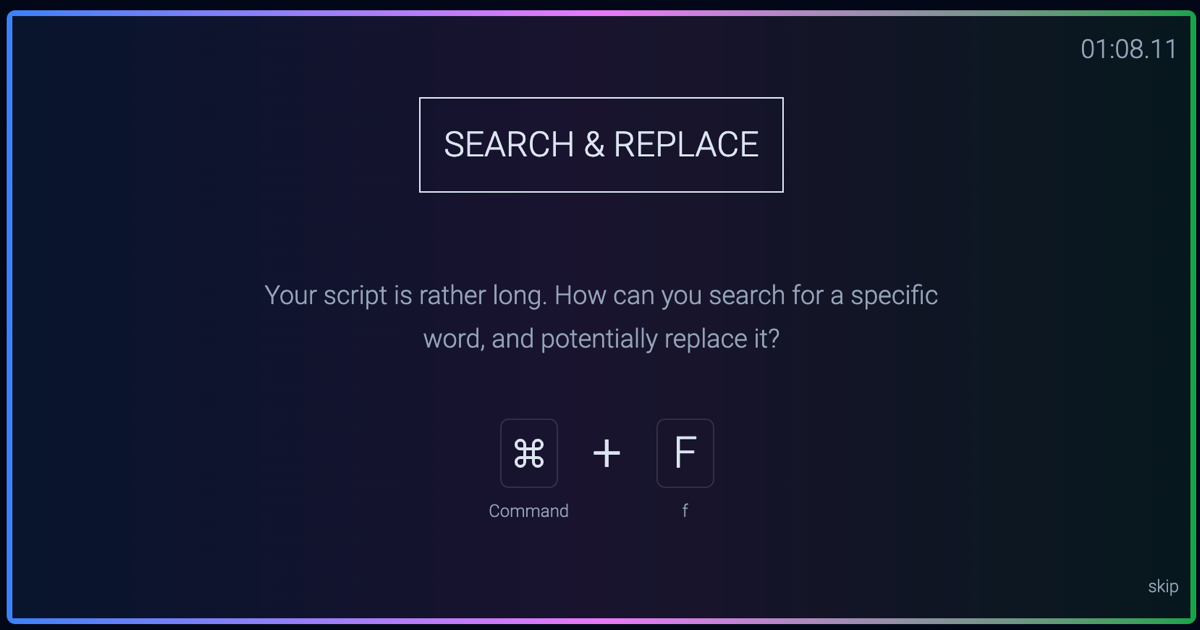 01:08.11
SEARCH & REPLACE
Your script is rather long. How can you search for a specific
word, and potentially replace it?
⌘ + F
Command f
skip